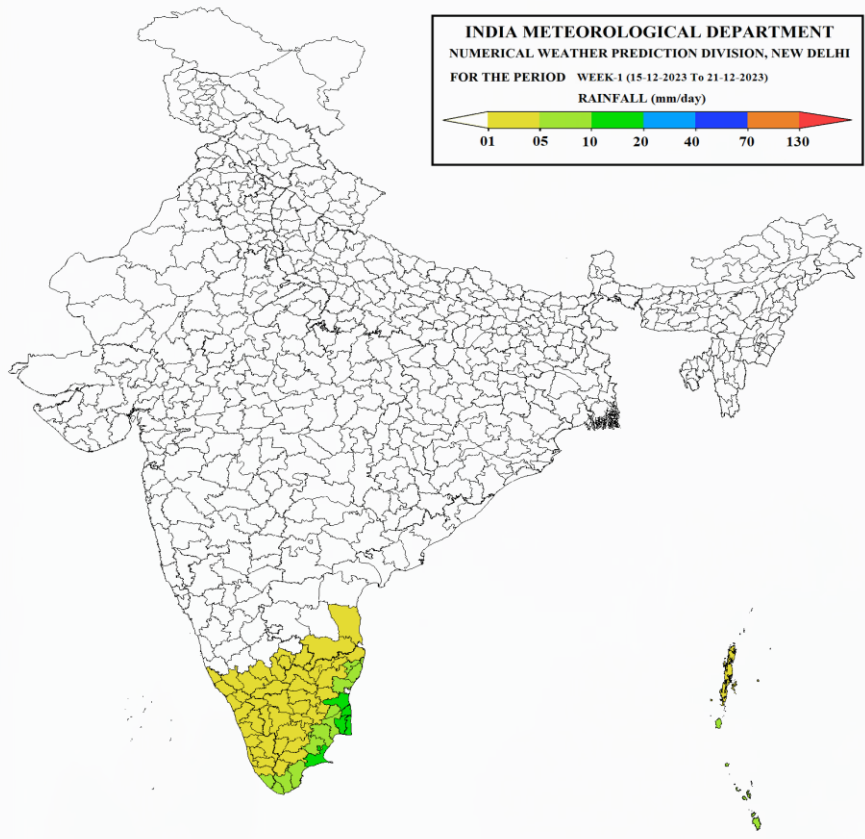 INDIA METEOROLOGICAL DEPARTMENT
NUMERICAL WEATHER PREDICTION DIVISION, NEW DELHI
FOR THE PERIOD WEEK-1 (15-12-2023 To 21-12-2023)
RAINFALL (mm/day)
01 05 10 20 40 70 130